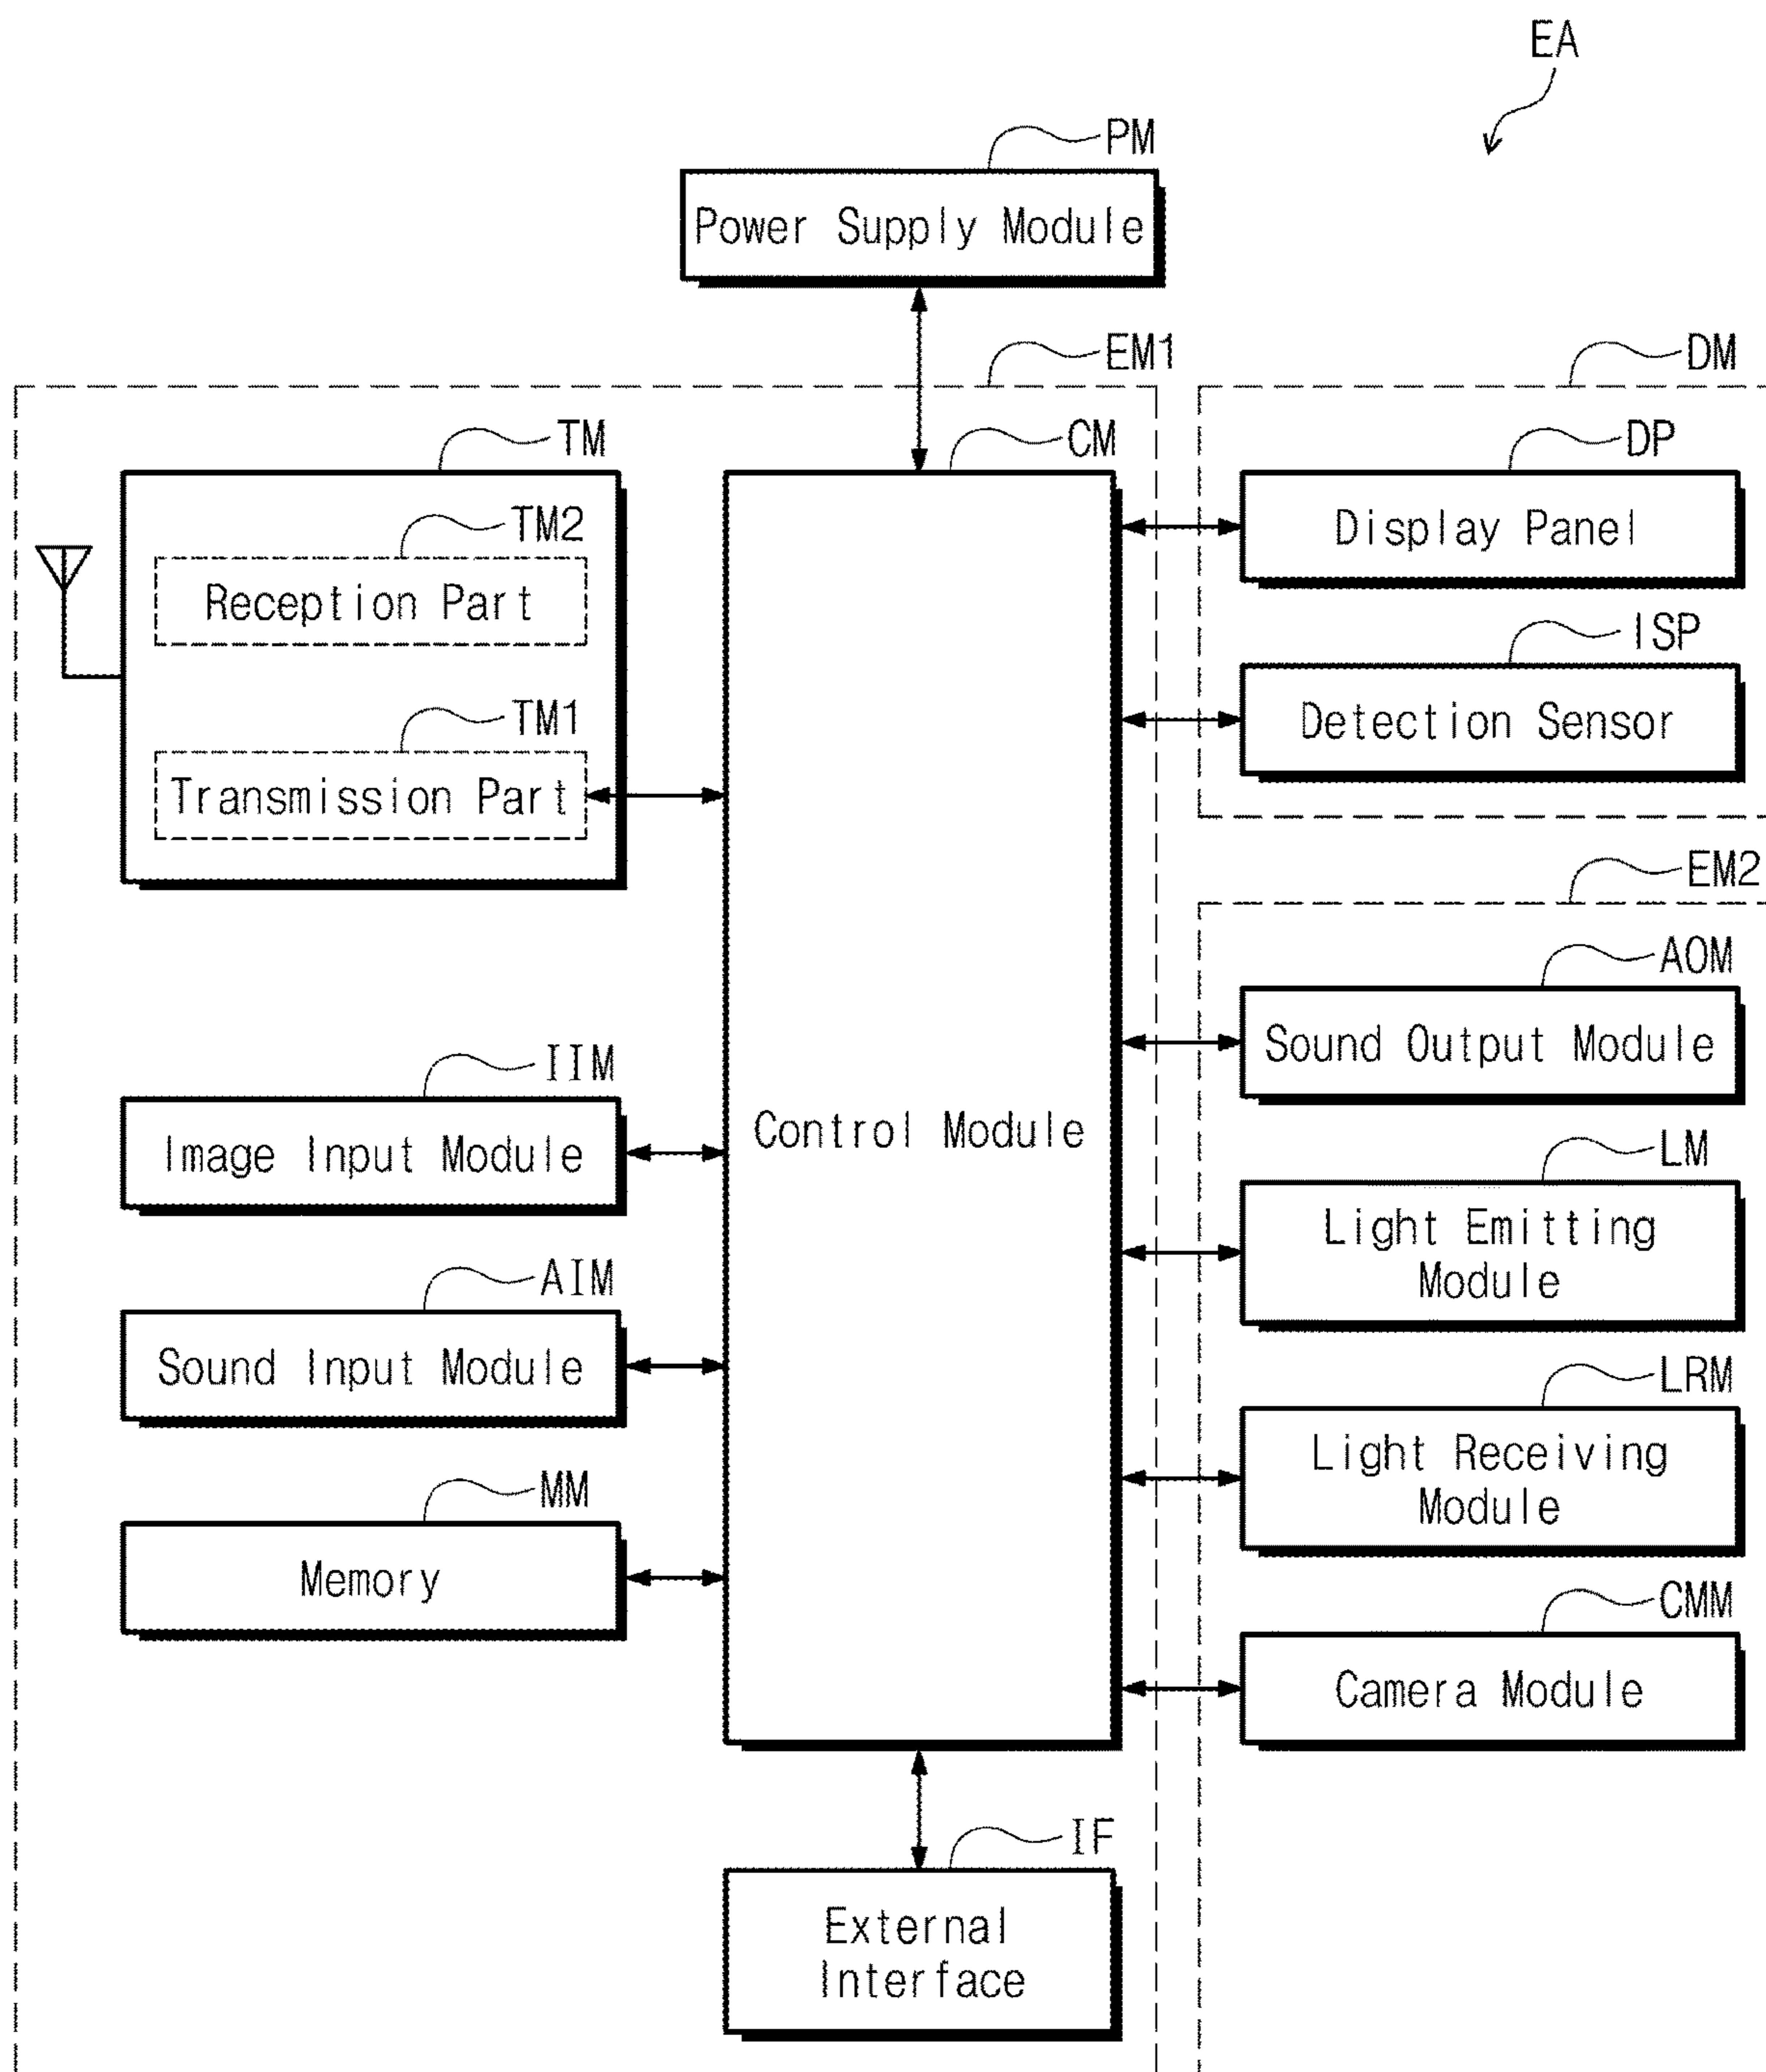 EA
PM
Power Supply Module
EM1
DM
TM
CM
DP
TM2
Display Panel
Reception Part
ISP
TM1
Detection Sensor
Transmission Part
EM2
AOM
Sound Output Module
IIM
Image Input Module
Control Module
LM
Light Emitting
Module
AIM
Sound Input Module
LRM
Light Receiving
Module
MM
Memory
CMM
Camera Module
IF
External
Interface